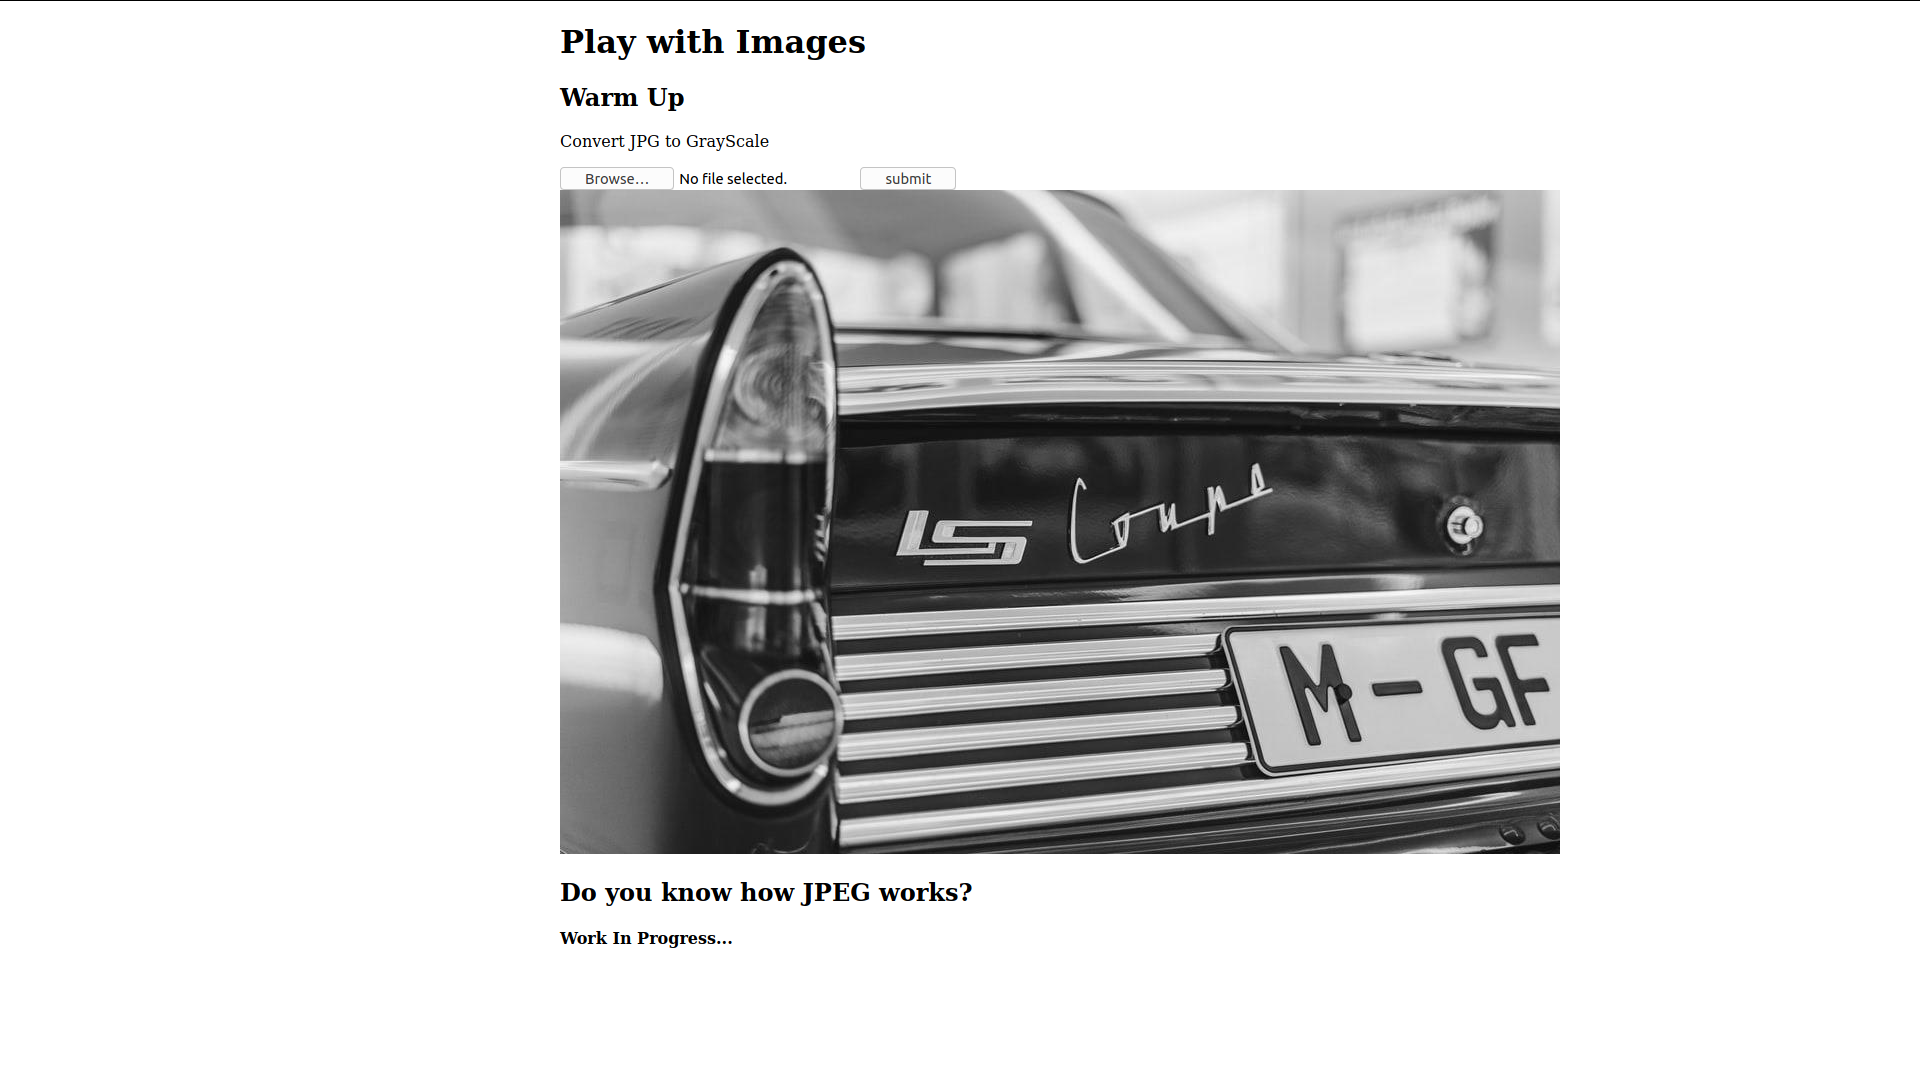 Play with Images
Warm Up
Convert JPG to GrayScale
Browse... No file selected. submit
LS Coupe
M - GF
Do you know how JPEG works?
Work In Progress...